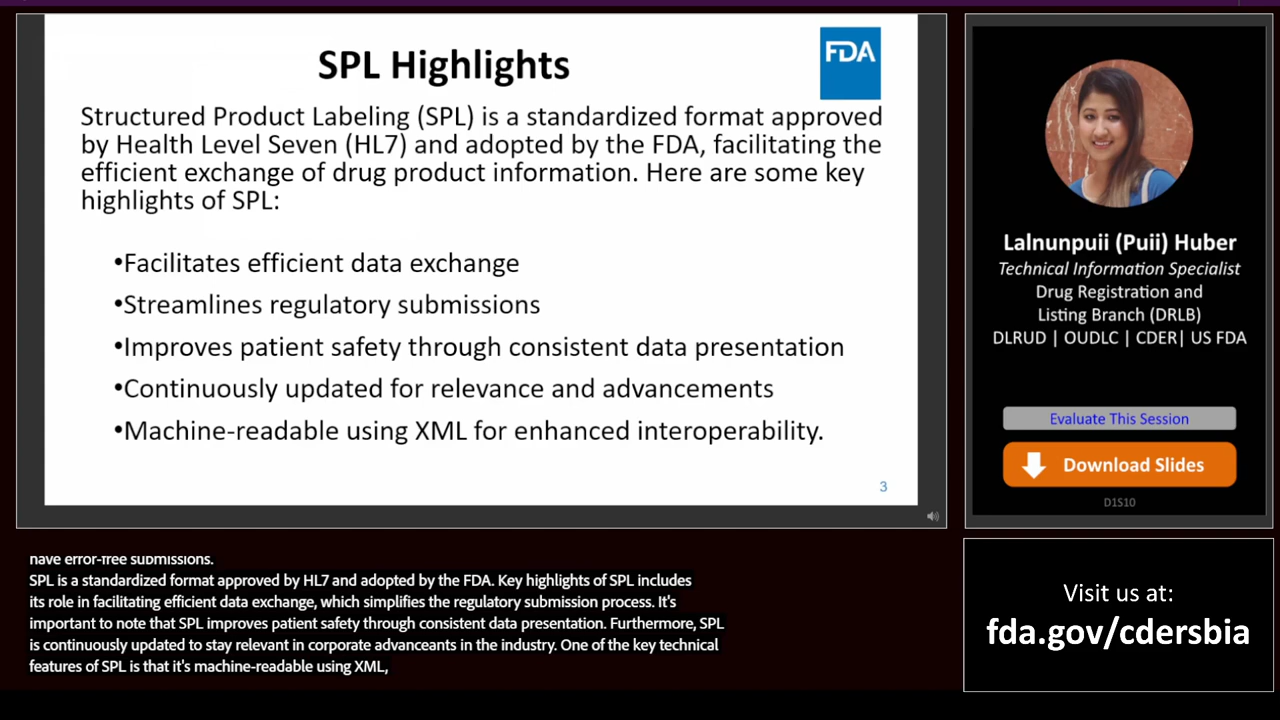 SPL Highlights
FDA
Structured Product Labeling (SPL) is a standardized format approved
by Health Level Seven (HL7) and adopted by the FDA, facilitating the
efficient exchange of drug product information. Here are some key
highlights of SPL:
•Facilitates efficient data exchange
•Streamlines regulatory submissions
•Improves patient safety through consistent data presentation
•Continuously updated for relevance and advancements
•Machine-readable using XML for enhanced interoperability.
3
Lalnunpuii (Puii) Huber
Technical Information Specialist
Drug Registration and
Listing Branch (DRLB)
DLRUD | OUDLC | CDER| US FDA
Evaluate This Session
Download Slides
D1S10
have error-free submissions.
SPL is a standardized format approved by HL7 and adopted by the FDA. Key highlights of SPL includes
its role in facilitating efficient data exchange, which simplifies the regulatory submission process. It's
important to note that SPL improves patient safety through consistent data presentation. Furthermore, SPL
is continuously updated to stay relevant in corporate advanceants in the industry. One of the key technical
features of SPL is that it's machine-readable using XML,
Visit us at:
fda.gov/cdersbia